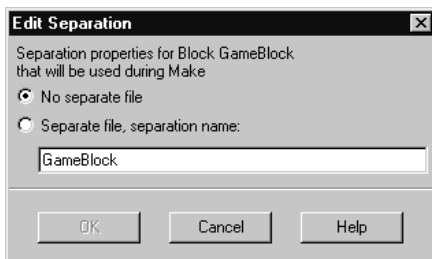 Edit Separation
Separation properties for Block GameBlock
that will be used during Make
No separate file
Separate file, separation name:
GameBlock
OK Cancel Help